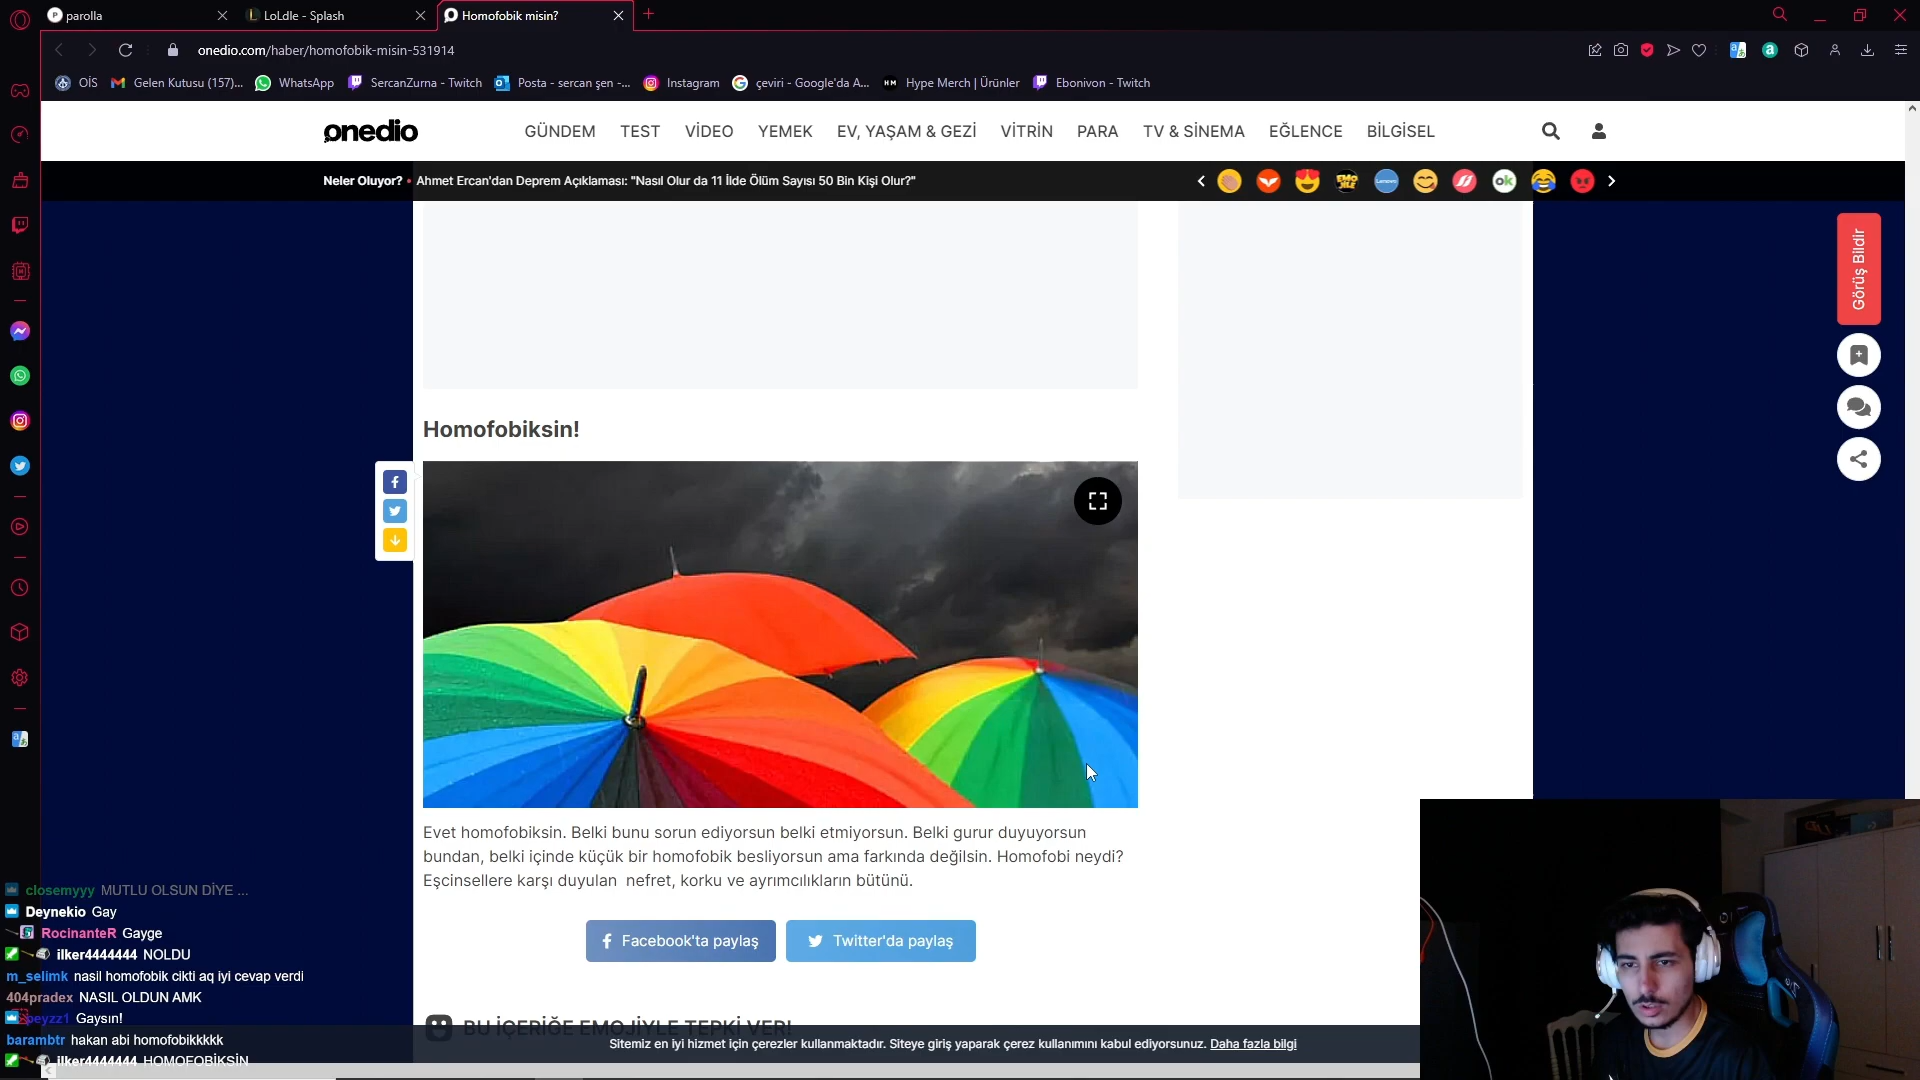 parolla
LoLdle - Splash
Homofobik misin?
onedio.com/haber/homofobik-misin-531914
OİS
Gelen Kutusu (157)...
WhatsApp
SercanZurna - Twitch
Posta - sercan şen -...
Instagram
çeviri - Google'da A...
HM
Hype Merch | Ürünler
Ebonivon - Twitch
onedio
GÜNDEM
TEST
VİDEO
YEMEK
EV, YAŞAM & GEZİ
VİTRİN
PARA
TV & SİNEMA
EĞLENCE
BİLGİSEL
Neler Oluyor? • Ahmet Ercan'dan Deprem Açıklaması: "Nasıl Olur da 11 İlde Ölüm Sayısı 50 Bin Kişi Olur?"
ok
Görüş Bildir
Homofobiksin!
Evet homofobiksin. Belki bunu sorun ediyorsun belki etmiyorsun. Belki gurur duyuyorsun
bundan, belki içinde küçük bir homofobik besliyorsun ama farkında değilsin. Homofobi neydi?
Eşcinsellere karşı duyulan  nefret, korku ve ayrımcılıkların bütünü.
Facebook'ta paylaş
Twitter'da paylaş
BU İÇERİĞE EMOJİYLE TEPKİ VER!
Sitemiz en iyi hizmet için çerezler kullanmaktadır. Siteye giriş yaparak çerez kullanımını kabul ediyorsunuz. Daha fazla bilgi
closemyyy MUTLU OLSUN DİYE ...
Deynekio Gay
RocinanteR Gayge
ilker4444444 NOLDU
m_selimk nasil homofobik cikti aq iyi cevap verdi
404pradex NASIL OLDUN AMK
Gaysın!
barambtr hakan abi homofobikkkkk
ilker4444444 HOMOFOBİKSİN